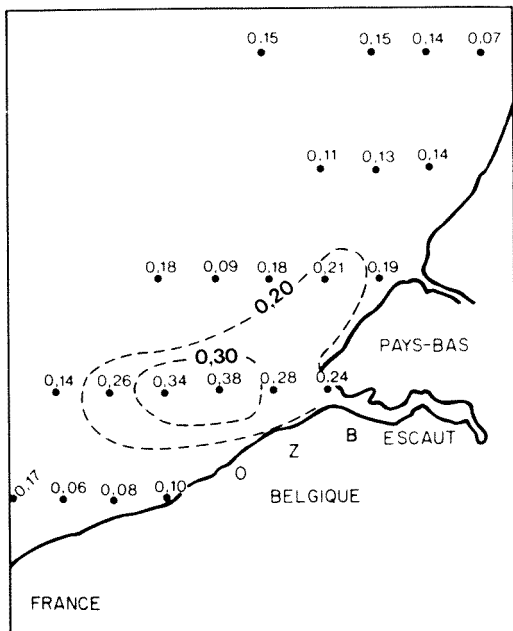 0,15 0,15 0,14 0,07
0,11 0,13 0,14
0,18 0,09 0,18 0,21 0,19
0,20
PAYS-BAS
0,30
0,14 0,26 0,34 0,38 0,28 0,24
B ESCAUT
Z
O
BELGIQUE
0,17 0,06 0,08 0,10
FRANCE